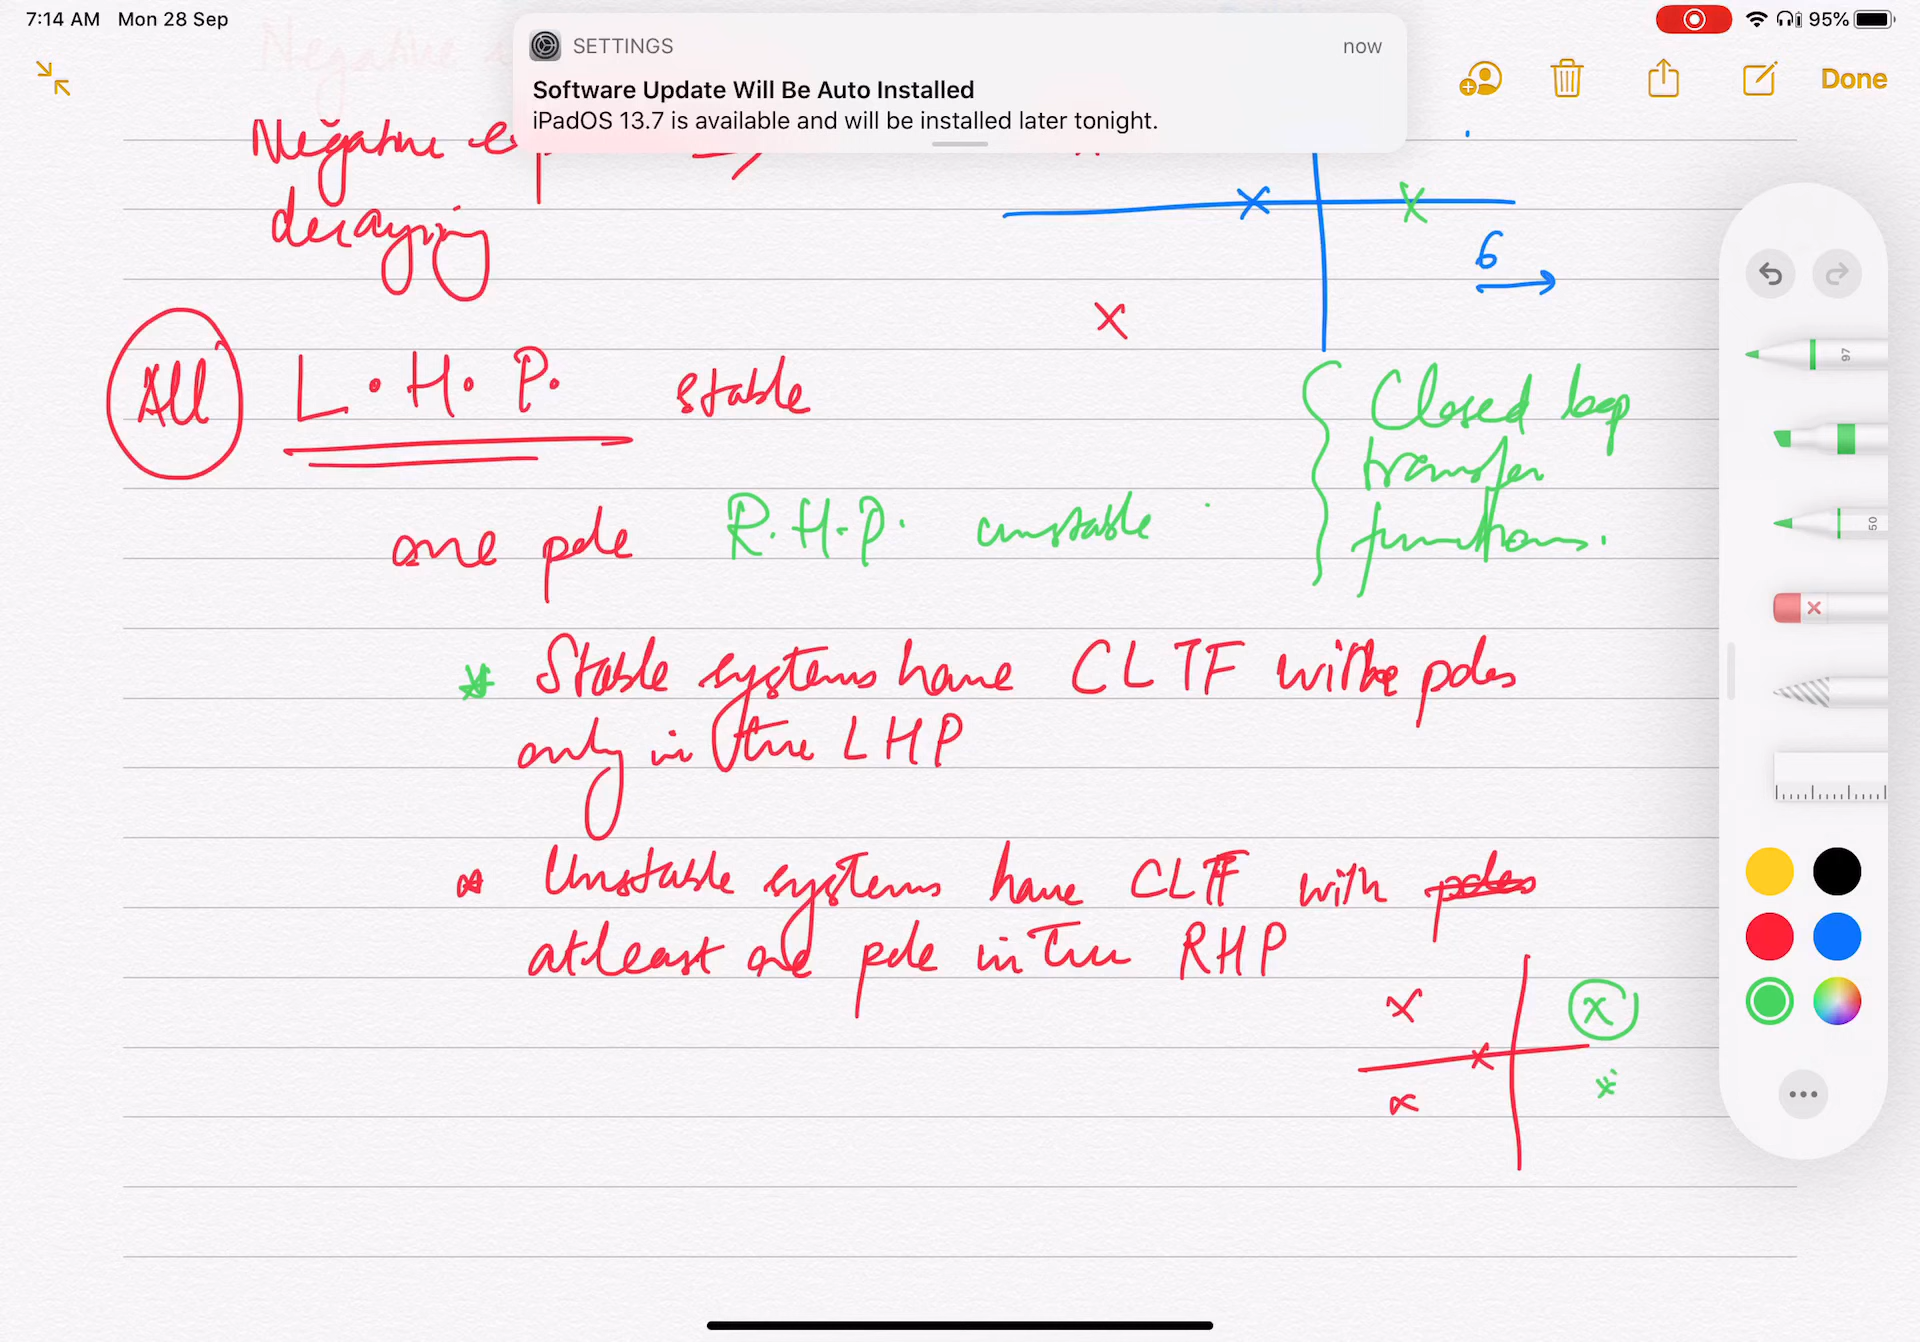 7:14 AM Mon 28 Sep
95%
SETTINGS
now
Software Update Will Be Auto Installed
iPadOS 13.7 is available and will be installed later tonight.
Done
Negative
Negative
decaying
6
All L.H.P. stable
Closed loop
transfer
functions.
one pole R.H.P. unstable
Stable systems have CLTF with poles
only in the LHP
Unstable systems have CLTF with poles
atleast one pole in the RHP
97
50